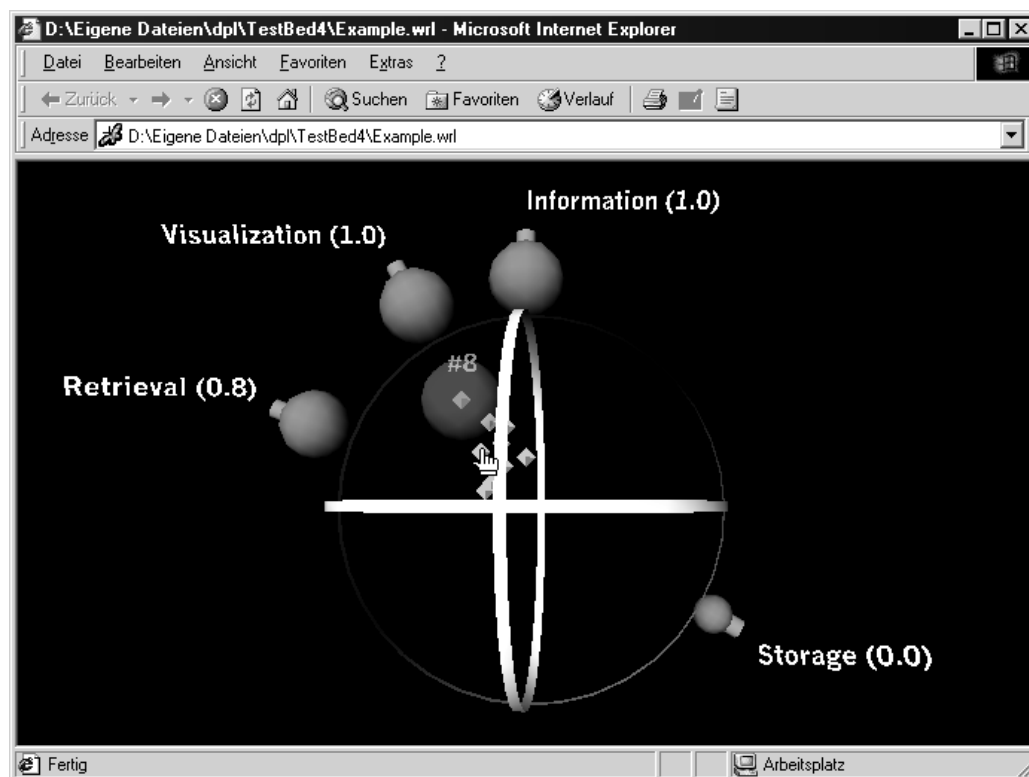 D:\Eigene Dateien\dpl\TestBed4\Example.wrl - Microsoft Internet Explorer
Datei Bearbeiten Ansicht Favoriten Extras ?
Zurück Suchen Favoriten Verlauf
Adresse D:\Eigene Dateien\dpl\TestBed4\Example.wrl
Information (1.0)
Visualization (1.0)
#8
Retrieval (0.8)
Storage (0.0)
Fertig Arbeitsplatz